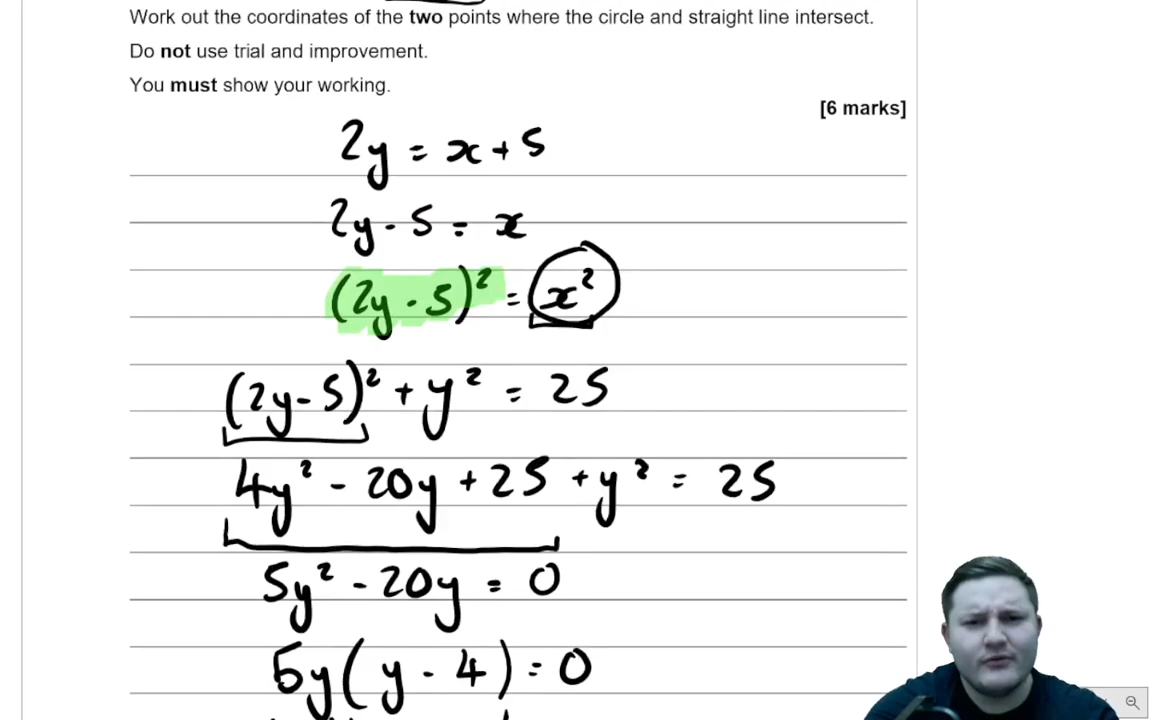 Work out the coordinates of the two points where the circle and straight line intersect.
Do not use trial and improvement.
You must show your working.
[6 marks]
2y = x + 5
2y - 5 = x
(2y - 5)² = x²
(2y - 5)² + y² = 25
4y² - 20y + 25 + y² = 25
5y² - 20y = 0
5y(y - 4) = 0